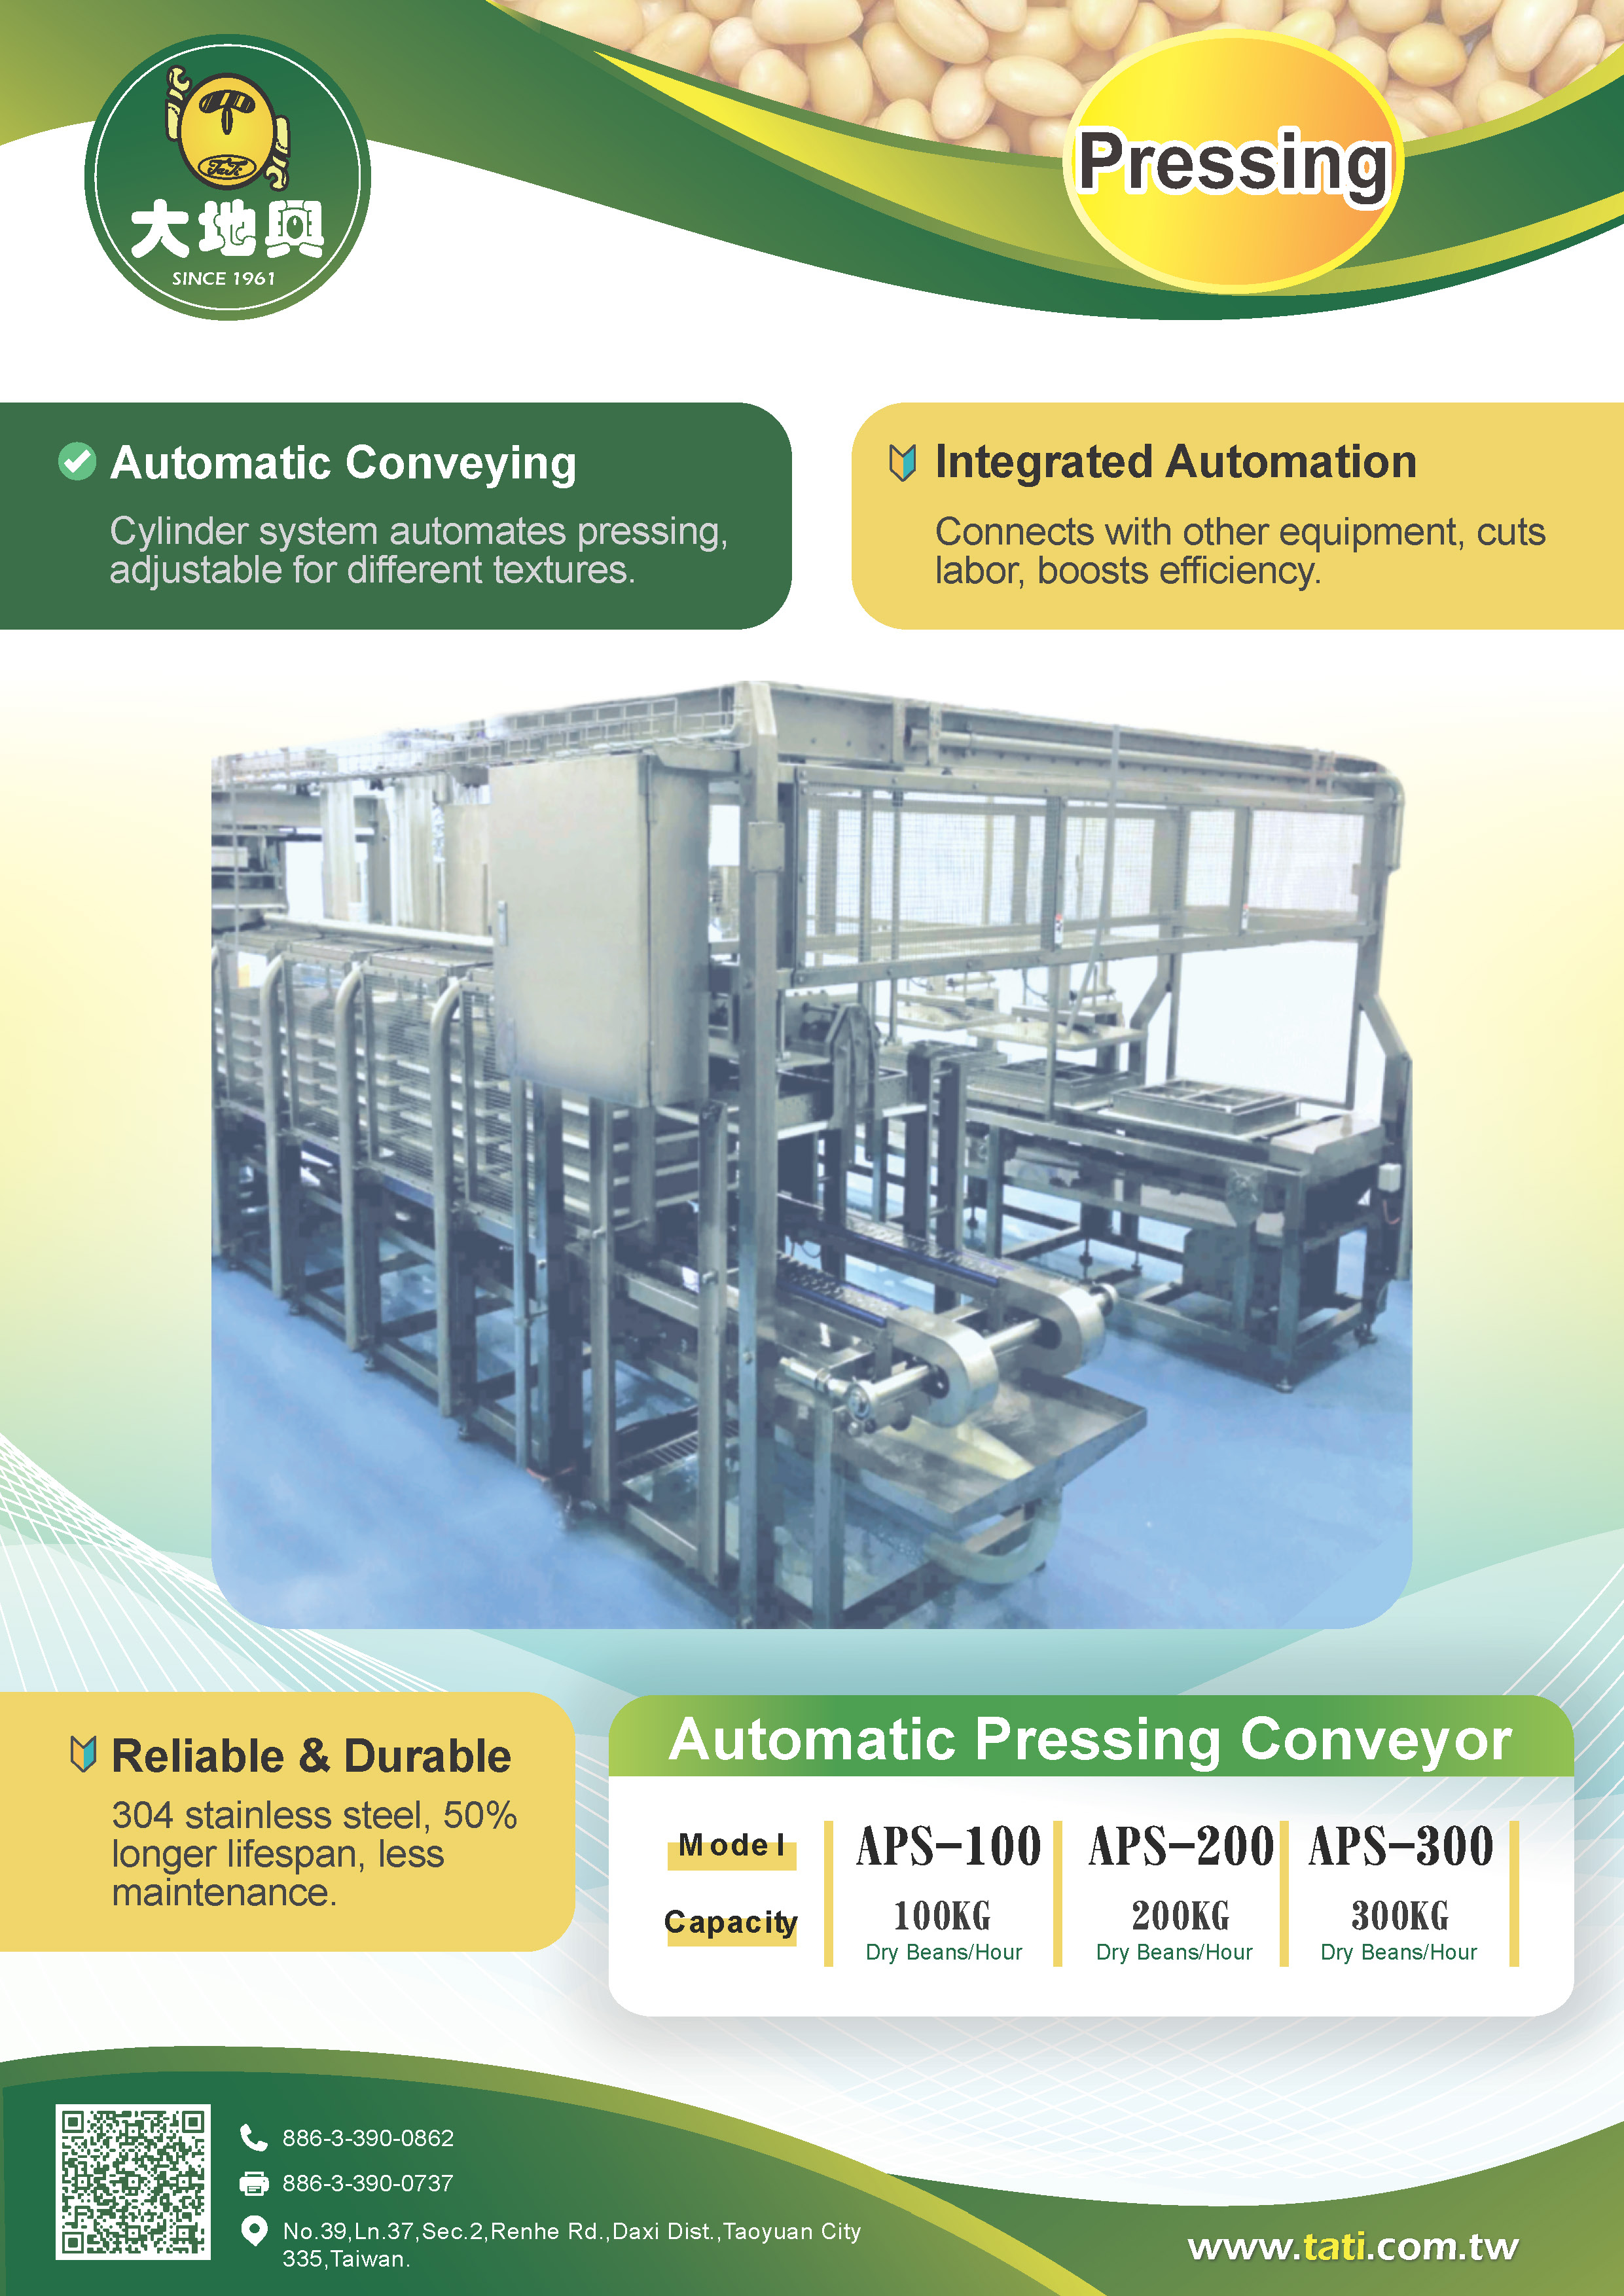 TaTi
大地興
SINCE 1961
Pressing
Automatic Conveying
Cylinder system automates pressing,
adjustable for different textures.
Integrated Automation
Connects with other equipment, cuts
labor, boosts efficiency.
Reliable & Durable
304 stainless steel, 50%
longer lifespan, less
maintenance.
Automatic Pressing Conveyor
Model APS-100 APS-200 APS-300
Capacity 100KG 200KG 300KG
Dry Beans/Hour Dry Beans/Hour Dry Beans/Hour
886-3-390-0862
886-3-390-0737
No.39,Ln.37,Sec.2,Renhe Rd.,Daxi Dist.,Taoyuan City
335,Taiwan.
www.tati.com.tw